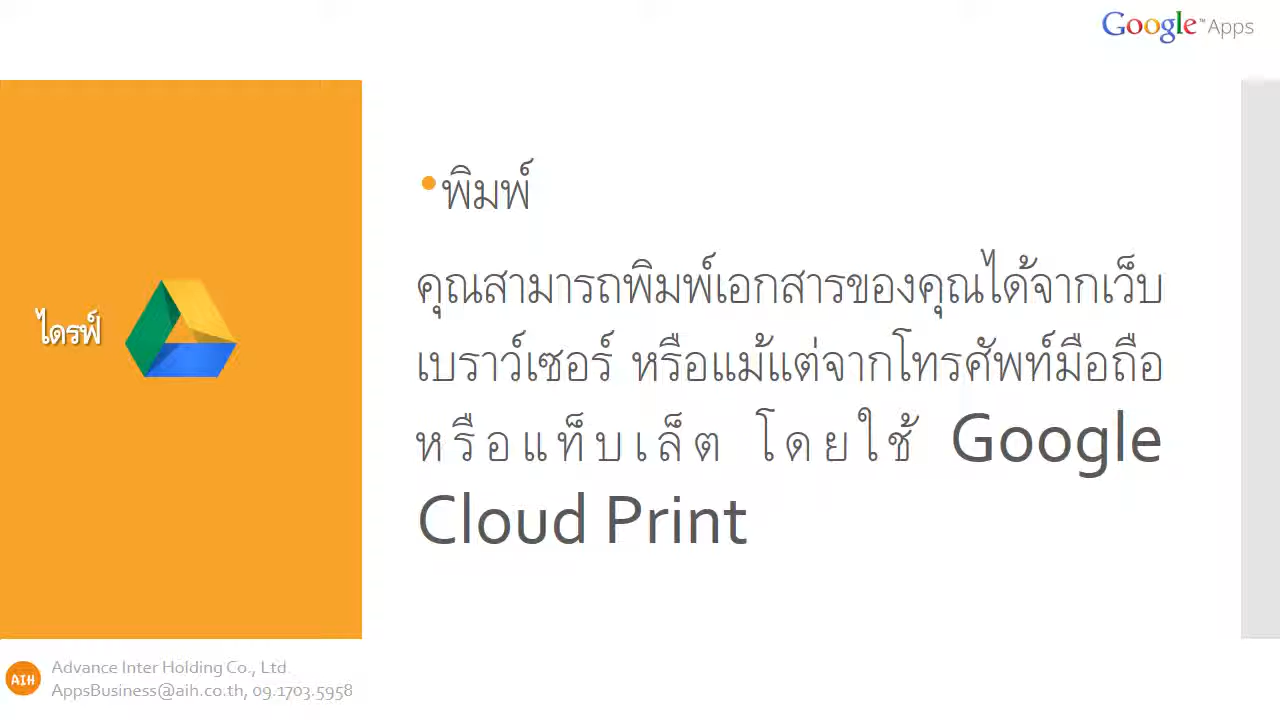 Google™ Apps
ไดรฟ์
•พิมพ์
คุณสามารถพิมพ์เอกสารของคุณได้จากเว็บ
เบราว์เซอร์ หรือแม้แต่จากโทรศัพท์มือถือ
หรือแท็บเล็ต โดยใช้ Google
Cloud Print
AIH
Advance Inter Holding Co., Ltd
AppsBusiness@aih.co.th, 09.1703.5958